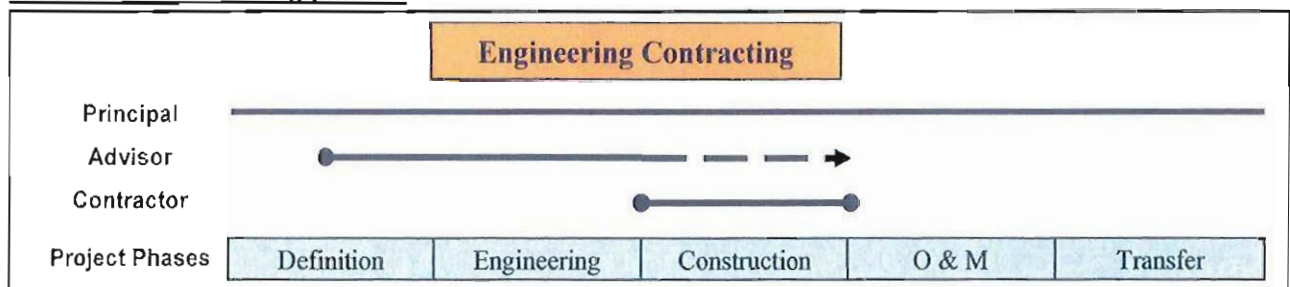 Engineering Contracting
Principal
Advisor
Contractor
Project Phases Definition Engineering Construction O & M Transfer